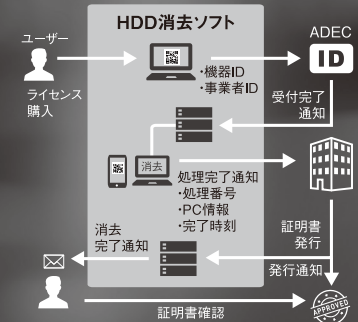 HDD消去ソフト
ユーザー
ADEC
ID
・機器ID
・事業者ID
ライセンス
購入
受付完了
通知
消去
処理完了通知
・処理番号
・PC情報
・完了時刻
消去
完了通知
証明書
発行
発行通知
証明書確認
APPROVED